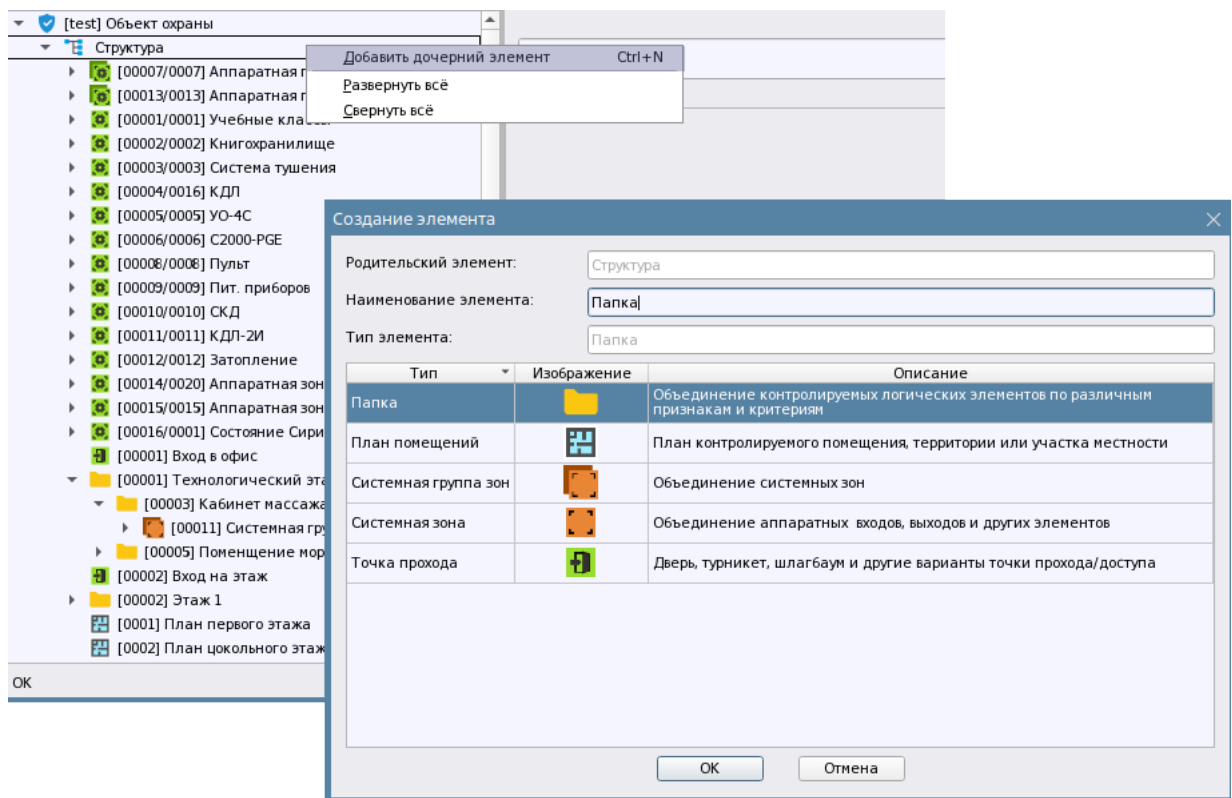 [test] Объект охраны
Структура
Добавить дочерний элемент Ctrl+N
Развернуть всё
Свернуть всё
[00007/0007] Аппаратная г
[00013/0013] Аппаратная г
[00001/0001] Учебные классы
[00002/0002] Книгохранилище
[00003/0003] Система тушения
[00004/0016] КДЛ
[00005/0005] УО-4С
[00006/0006] С2000-PGE
[00008/0008] Пульт
[00009/0009] Пит. приборов
[00010/0010] СКД
[00011/0011] КДЛ-2И
[00012/0012] Затопление
[00014/0020] Аппаратная зон
[00015/0015] Аппаратная зон
[00016/0001] Состояние Сири
[00001] Вход в офис
[00001] Технологический эта
[00003] Кабинет массажа
[00011] Системная гру
[00005] Поменщение мор
[00002] Вход на этаж
[00002] Этаж 1
[0001] План первого этажа
[0002] План цокольного этаж
ОК
Создание элемента
Родительский элемент: Структура
Наименование элемента: Папка
Тип элемента: Папка
Тип Изображение Описание
Папка Объединение контролируемых логических элементов по различным
признакам и критериям
План помещений План контролируемого помещения, территории или участка местности
Системная группа зон Объединение системных зон
Системная зона Объединение аппаратных входов, выходов и других элементов
Точка прохода Дверь, турникет, шлагбаум и другие варианты точки прохода/доступа
ОК Отмена